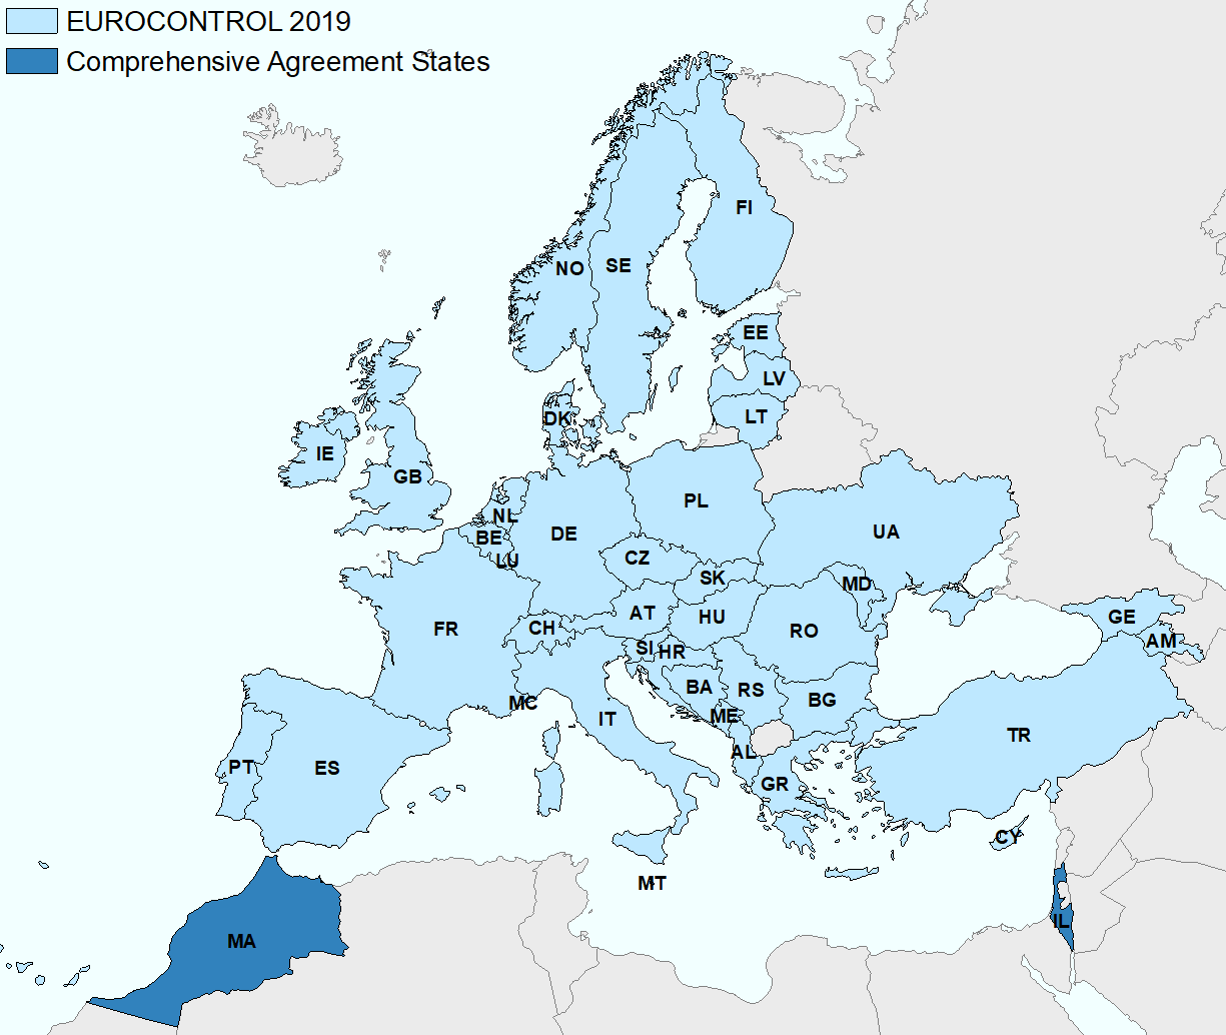 EUROCONTROL 2019
Comprehensive Agreement States
FI
NO
SE
EE
LV
LT
DK
IE
GB
NL
BE
LU
DE
PL
CZ
UA
SK
MD
AT
HU
CH
FR
RO
GE
AM
SI
HR
BA
RS
BG
MC
ME
IT
AL
TR
PT
ES
GR
CY
MT
MA
IL